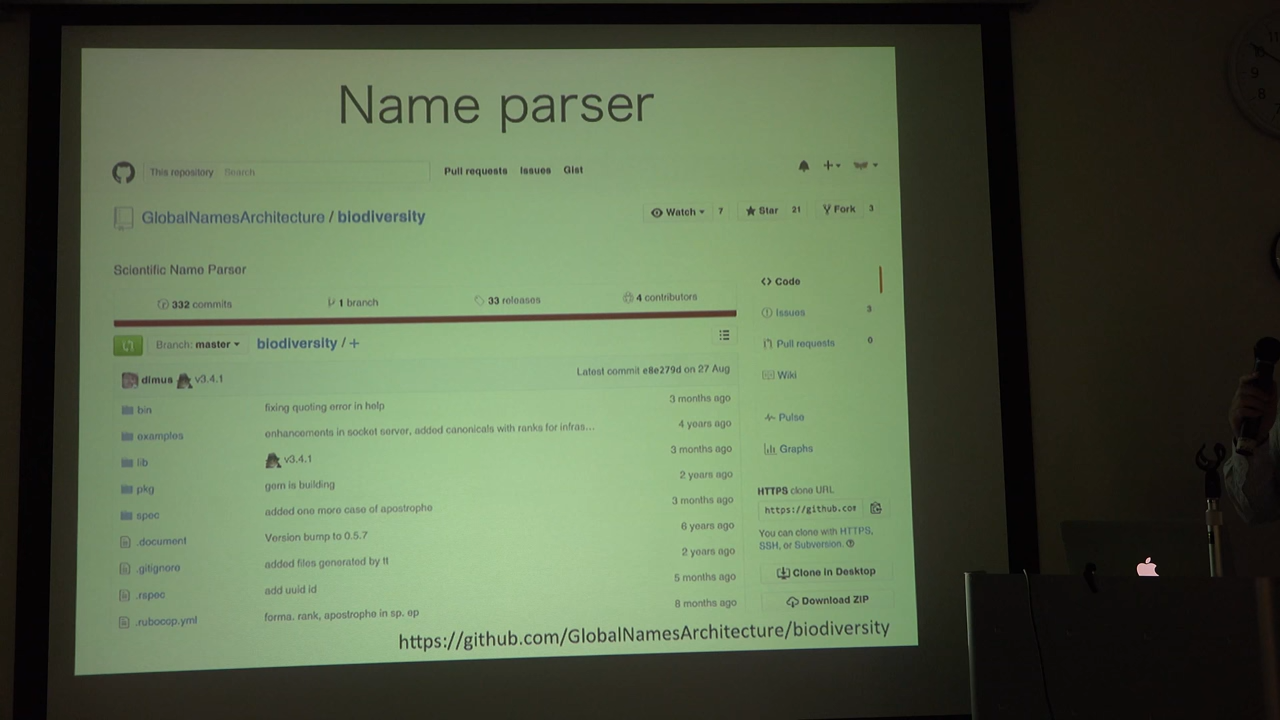 Name parser
This repository Search Pull requests Issues Gist
GlobalNamesArchitecture / biodiversity Watch 7 Star 21 Fork 3
Scientific Name Parser
332 commits 1 branch 33 releases 4 contributors
Branch: master biodiversity / +
dimus v3.4.1 Latest commit e8e279d on 27 Aug
bin fixing quoting error in help 3 months ago
examples enhancements in socket server, added canonicals with ranks for infras... 4 years ago
lib v3.4.1 3 months ago
pkg gem is building 2 years ago
spec added one more case of apostrophe 3 months ago
.document Version bump to 0.5.7 6 years ago
.gitignore added files generated by tt 2 years ago
.rspec add uuid id 5 months ago
.rubocop.yml forma. rank, apostrophe in sp. ep 8 months ago
Code
Issues 3
Pull requests 0
Wiki
Pulse
Graphs
HTTPS clone URL
https://github.com
You can clone with HTTPS,
SSH, or Subversion.
Clone in Desktop
Download ZIP
https://github.com/GlobalNamesArchitecture/biodiversity
9
8